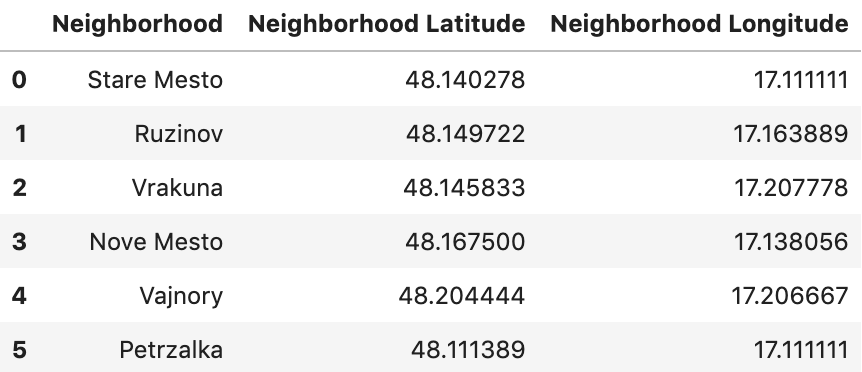 Neighborhood Neighborhood Latitude Neighborhood Longitude
0 Stare Mesto 48.140278 17.111111
1 Ruzinov 48.149722 17.163889
2 Vrakuna 48.145833 17.207778
3 Nove Mesto 48.167500 17.138056
4 Vajnory 48.204444 17.206667
5 Petrzalka 48.111389 17.111111